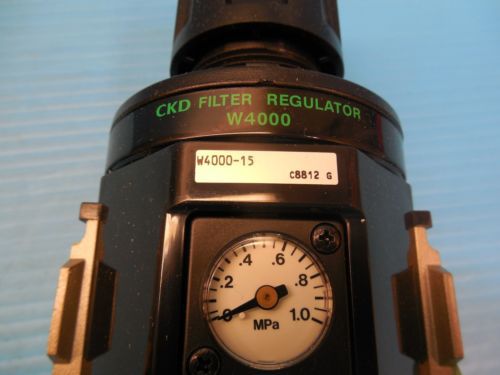 CKD FILTER REGULATOR
W4000
W4000-15
C8812 G
.4 .6
.2 .8
0 1.0
MPa